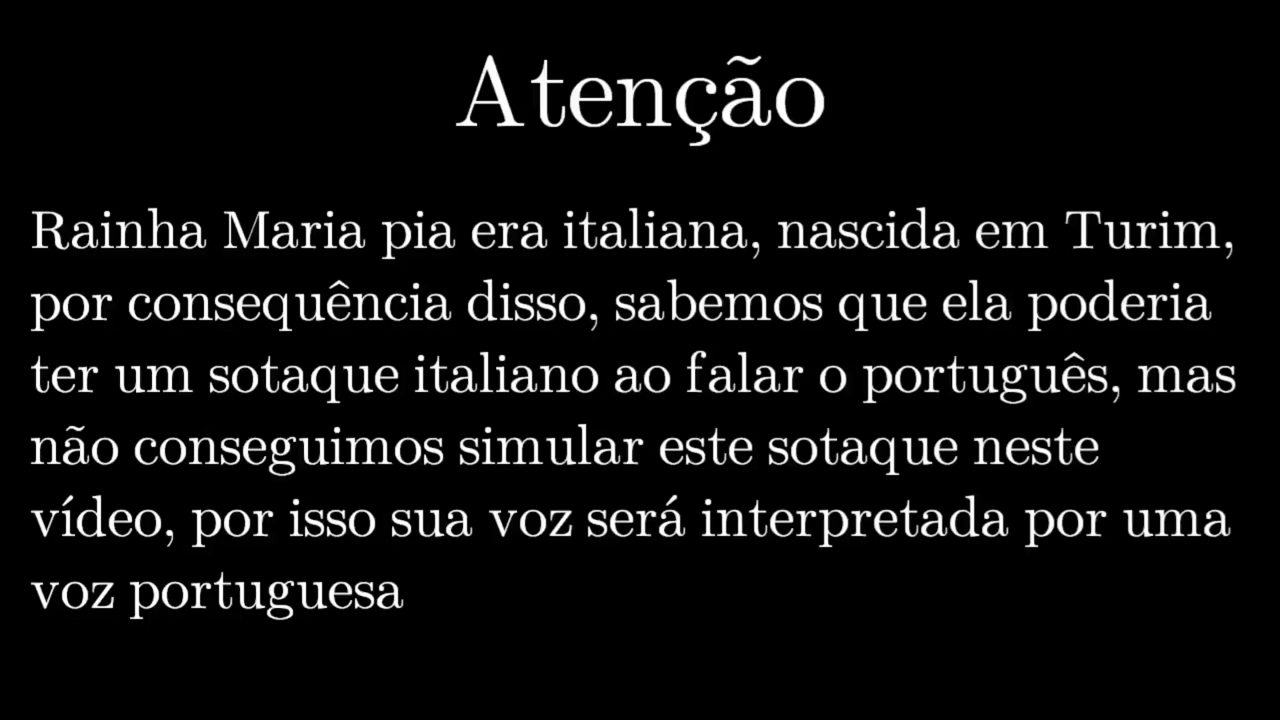 Atenção
Rainha Maria pia era italiana, nascida em Turim,
por consequência disso, sabemos que ela poderia
ter um sotaque italiano ao falar o português, mas
não conseguimos simular este sotaque neste
vídeo, por isso sua voz será interpretada por uma
voz portuguesa